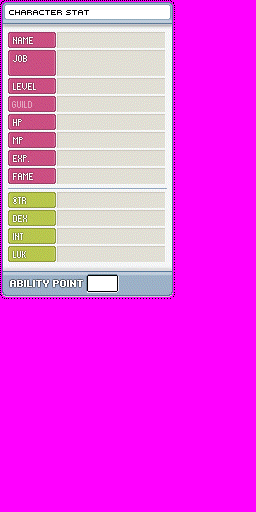 CHARACTER STAT
NAME
JOB
LEVEL
GUILD
HP
MP
EXP.
FAME
STR
DEX
INT
LUK
ABILITY POINT